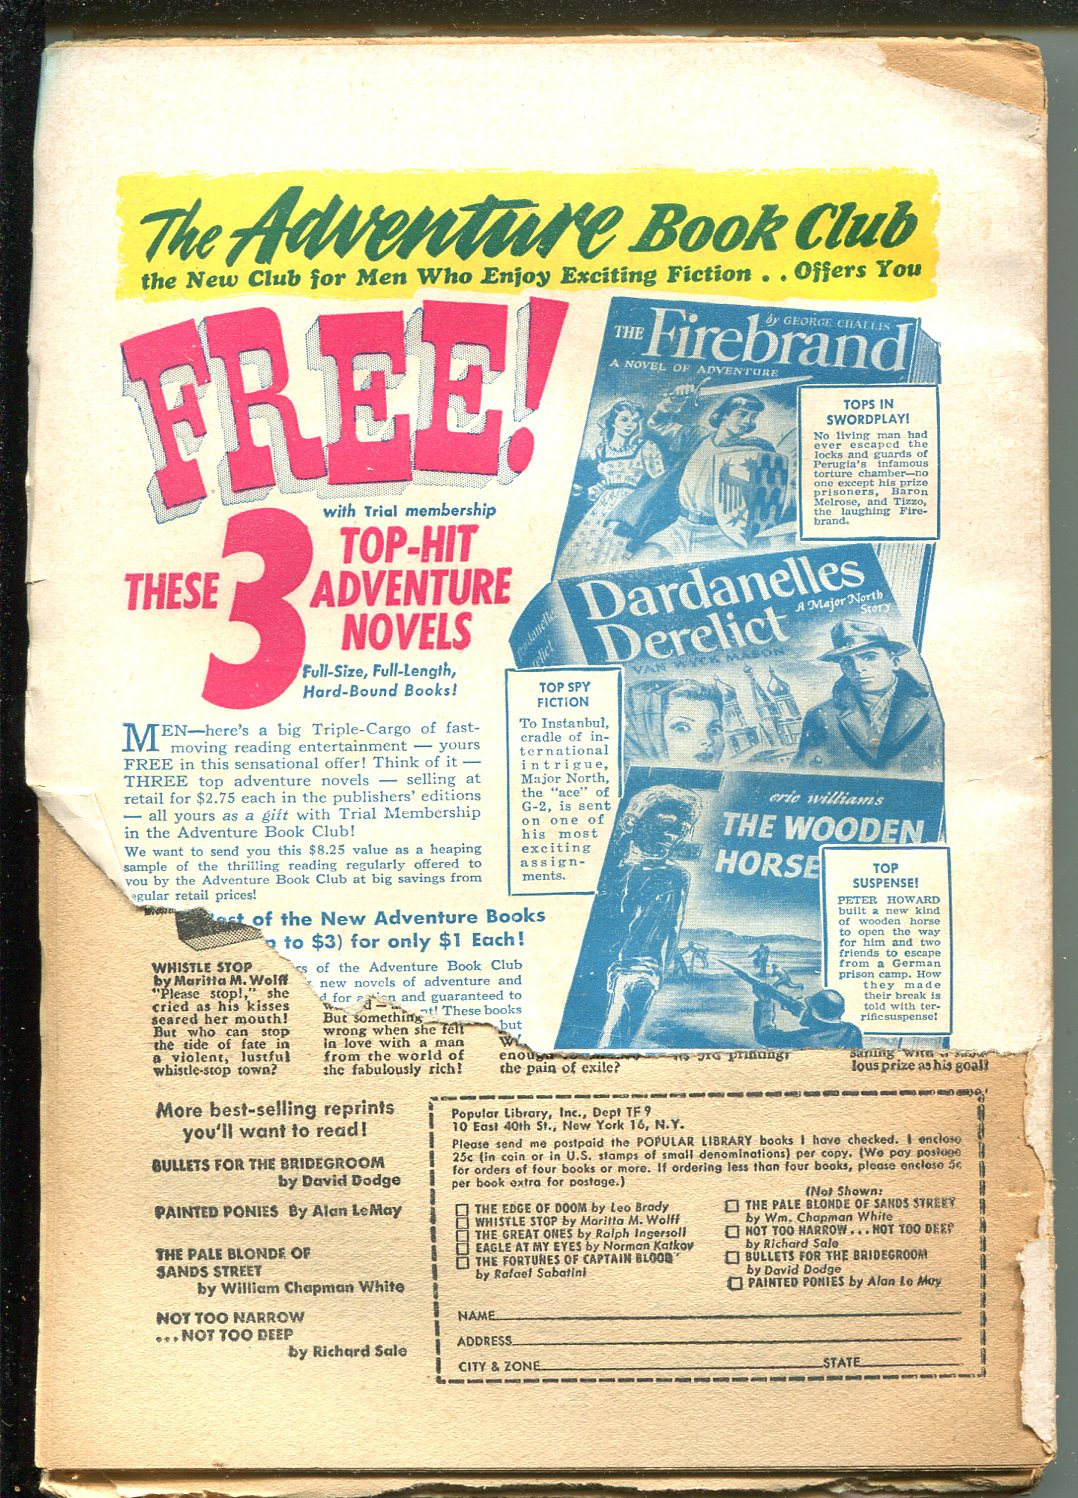 The Adventure Book Club
the New Club for Men Who Enjoy Exciting Fiction . . Offers You
FREE!
with Trial membership
THESE 3 TOP-HIT
ADVENTURE
NOVELS
Full-Size, Full-Length,
Hard-Bound Books!
MEN—here's a big Triple-Cargo of fast-
moving reading entertainment — yours
FREE in this sensational offer! Think of it —
THREE top adventure novels — selling at
retail for $2.75 each in the publishers' editions
— all yours as a gift with Trial Membership
in the Adventure Book Club!
We want to send you this $8.25 value as a heaping
sample of the thrilling reading regularly offered to
you by the Adventure Book Club at big savings from
regular retail prices!
of the New Adventure Books
to $3) for only $1 Each!
of the Adventure Book Club
new novels of adventure and
and guaranteed to
These books
but
by GEORGE CHALLIS
THE Firebrand
A NOVEL OF ADVENTURE
TOPS IN
SWORDPLAY!
No living man had
ever escaped the
locks and guards of
Perugia's infamous
torture chamber—no
one except his prize
prisoners, Baron
Melrose, and Tizzo,
the laughing Fire-
brand.
Dardanelles
Derelict
A Major North
Story
VAN WYCK MASON
TOP SPY
FICTION
To Instanbul,
cradle of in-
ternational
intrigue,
Major North,
the "ace" of
G-2, is sent
on one of
his most
exciting
assign-
ments.
eric williams
THE WOODEN
HORSE
TOP
SUSPENSE!
PETER HOWARD
built a new kind
of wooden horse
to open the way
for him and two
friends to escape
from a German
prison camp. How
they made
their break is
told with ter-
rific suspense!
WHISTLE STOP
by Maritta M. Wolff
"Please stop!," she
cried as his kisses
seared her mouth!
But who can stop
the tide of fate in
a violent, lustful
whistle-stop town?
But something
wrong when she fell
in love with a man
from the world of
the fabulously rich!
enough
the pain of exile?
its 3rd printing!
lous prize as his goal!
More best-selling reprints
you'll want to read!
BULLETS FOR THE BRIDEGROOM
by David Dodge
PAINTED PONIES By Alan LeMay
THE PALE BLONDE OF
SANDS STREET
by William Chapman White
NOT TOO NARROW
...NOT TOO DEEP
by Richard Sale
Popular Library, Inc., Dept TF9
10 East 40th St., New York 16, N.Y.
Please send me postpaid the POPULAR LIBRARY books I have checked. I enclose
25c (in coin or in U.S. stamps of small denominations) per copy. (We pay postage
for orders of four books or more. If ordering less than four books, please enclose 5c
per book extra for postage.)
THE EDGE OF DOOM by Leo Brady
WHISTLE STOP by Maritta M. Wolff
THE GREAT ONES by Ralph Ingersoll
EAGLE AT MY EYES by Norman Katkov
THE FORTUNES OF CAPTAIN BLOOD
by Rafael Sabatini
(Not Shown:
THE PALE BLONDE OF SANDS STREET
by Wm. Chapman White
NOT TOO NARROW...NOT TOO DEEP
by Richard Sale
BULLETS FOR THE BRIDEGROOM
by David Dodge
PAINTED PONIES by Alan Le May
NAME
ADDRESS
CITY & ZONE STATE